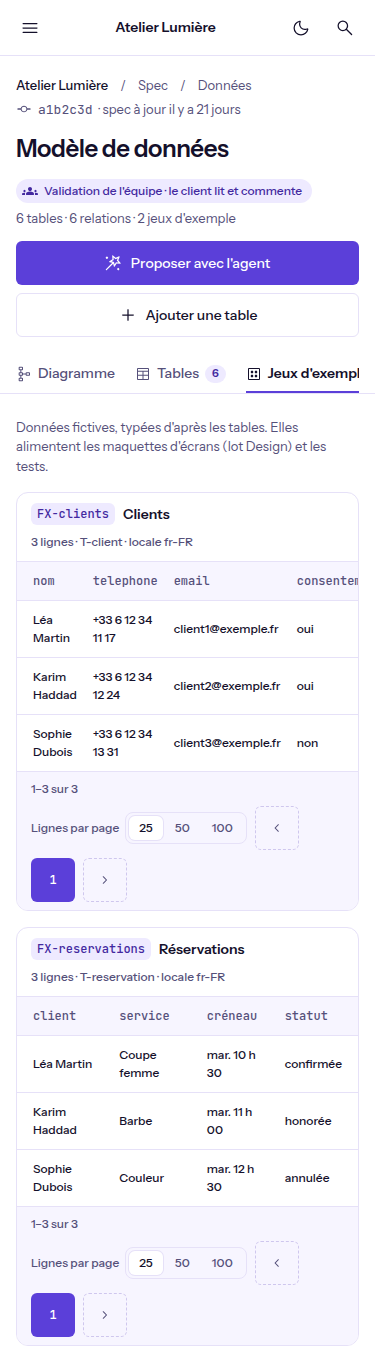 Atelier Lumière
Atelier Lumière / Spec / Données
a1b2c3d · spec à jour il y a 21 jours
Modèle de données
Validation de l'équipe · le client lit et commente
6 tables · 6 relations · 2 jeux d'exemple
Proposer avec l'agent
Ajouter une table
Diagramme Tables 6 Jeux d'exempl
Données fictives, typées d'après les tables. Elles
alimentent les maquettes d'écrans (lot Design) et les
tests.
FX-clients Clients
3 lignes · T-client · locale fr-FR
nom telephone email consentem
Léa Martin +33 6 12 34 11 17 client1@exemple.fr oui
Karim Haddad +33 6 12 34 12 24 client2@exemple.fr oui
Sophie Dubois +33 6 12 34 13 31 client3@exemple.fr non
1–3 sur 3
Lignes par page 25 50 100
1
FX-reservations Réservations
3 lignes · T-reservation · locale fr-FR
client service créneau statut
Léa Martin Coupe femme mar. 10 h 30 confirmée
Karim Haddad Barbe mar. 11 h 00 honorée
Sophie Dubois Couleur mar. 12 h 30 annulée
1–3 sur 3
Lignes par page 25 50 100
1